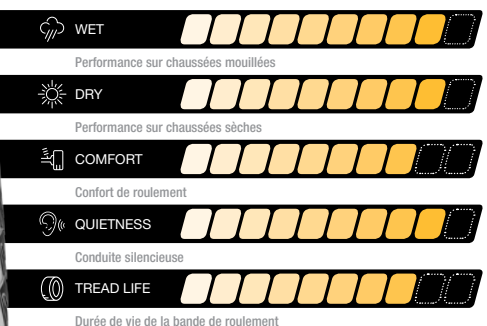 WET
Performance sur chaussées mouillées
DRY
Performance sur chaussées sèches
COMFORT
Confort de roulement
QUIETNESS
Conduite silencieuse
TREAD LIFE
Durée de vie de la bande de roulement